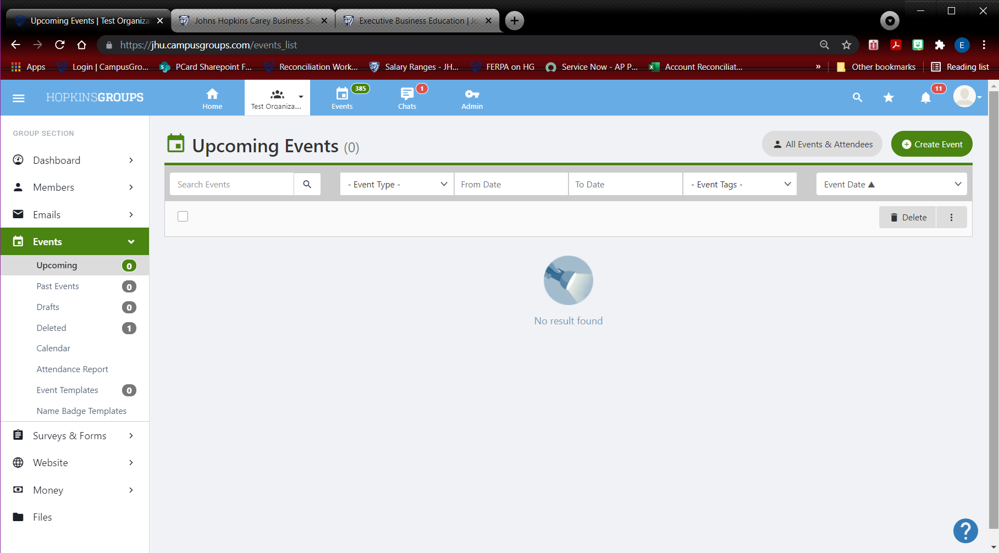 Upcoming Events | Test Organiza
Johns Hopkins Carey Business Sc
Executive Business Education | Jo
https://jhu.campusgroups.com/events_list
E
Apps
Login | CampusGro...
PCard Sharepoint F...
Reconciliation Work...
Salary Ranges - JH...
FERPA on HG
Service Now - AP P...
Account Reconciliat...
»
Other bookmarks
Reading list
HOPKINSGROUPS
Home
Test Organiza...
385
Events
1
Chats
Admin
11
GROUP SECTION
Dashboard
Members
Emails
Events
Upcoming 0
Past Events 0
Drafts 0
Deleted 1
Calendar
Attendance Report
Event Templates 0
Name Badge Templates
Surveys & Forms
Website
Money
Files
Upcoming Events (0)
All Events & Attendees
Create Event
Search Events
- Event Type -
From Date
To Date
- Event Tags -
Event Date ▲
Delete
No result found
?